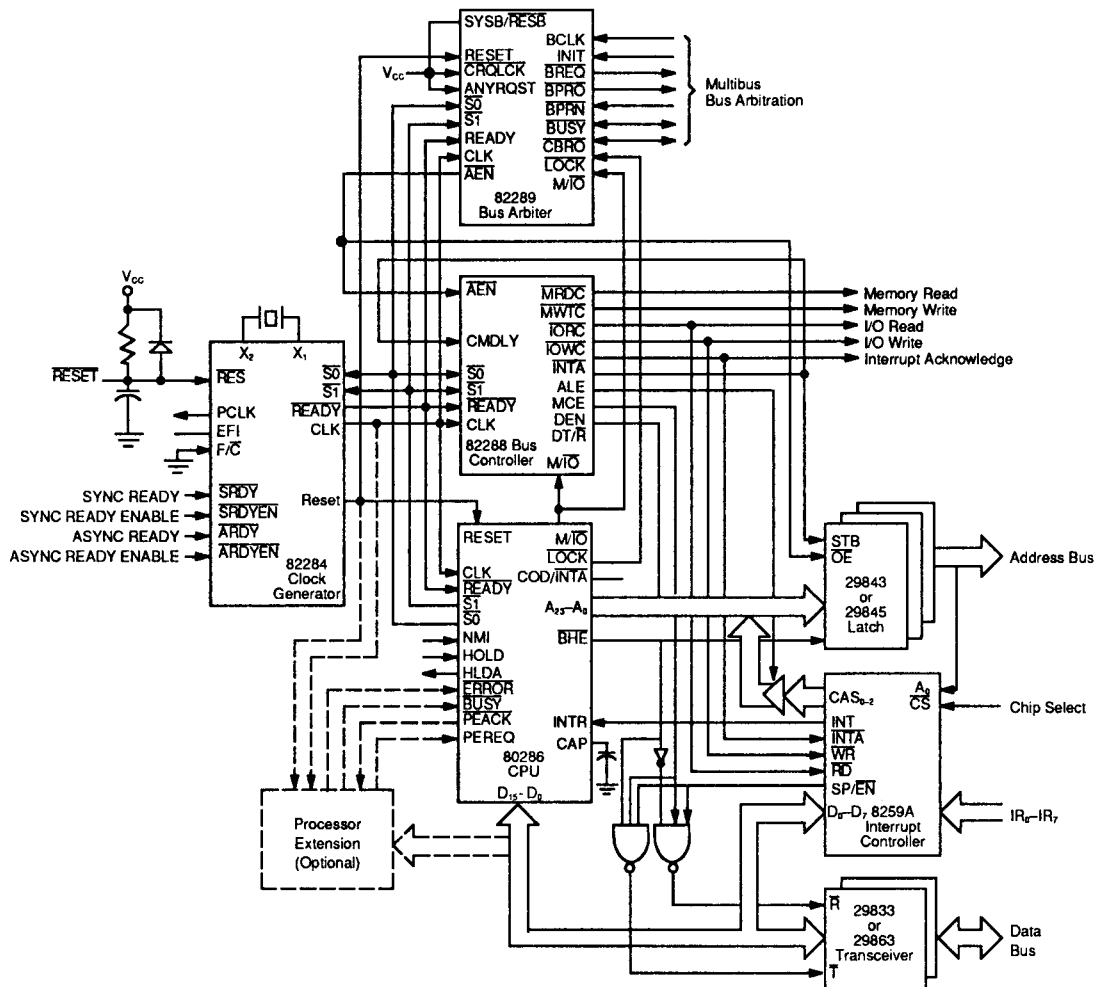 SYSB/RESB
RESET
CRQLCK
ANYRQST
S0
S1
READY
CLK
AEN
BCLK
INIT
BREQ
BPRO
BPRN
BUSY
CBRO
LOCK
M/IO
82289
Bus Arbiter
Vcc
Multibus
Bus Arbitration
Vcc
X2
X1
RESET
RES
PCLK
EFI
F/C
SYNC READY
SYNC READY ENABLE
ASYNC READY
ASYNC READY ENABLE
SRDY
SRDYEN
ARDY
ARDYEN
S0
S1
READY
CLK
Reset
82284
Clock
Generator
AEN
CMDLY
S0
S1
READY
CLK
MRDC
MWTC
IORC
IOWC
INTA
ALE
MCE
DEN
DT/R
82288 Bus
Controller
M/IO
Memory Read
Memory Write
I/O Read
I/O Write
Interrupt Acknowledge
RESET
CLK
READY
S1
S0
NMI
HOLD
HLDA
ERROR
BUSY
PEACK
PEREQ
M/IO
LOCK
COD/INTA
A23–A0
BHE
INTR
CAP
80286
CPU
D15-D0
Processor
Extension
(Optional)
STB
OE
29843
or
29845
Latch
Address Bus
CAS0-2
A0
CS
Chip Select
INT
INTA
WR
RD
SP/EN
D0–D7 8259A
Interrupt
Controller
IR0–IR7
R
29833
or
29863
Transceiver
T
Data
Bus